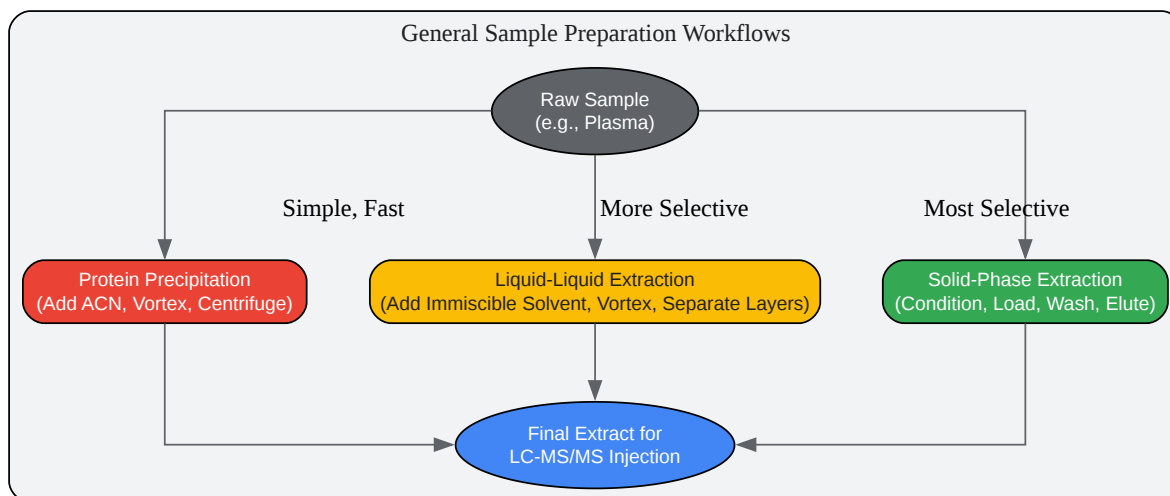 General Sample Preparation Workflows
Raw Sample
(e.g., Plasma)
Simple, Fast
More Selective
Most Selective
Protein Precipitation
(Add ACN, Vortex, Centrifuge)
Liquid-Liquid Extraction
(Add Immiscible Solvent, Vortex, Separate Layers)
Solid-Phase Extraction
(Condition, Load, Wash, Elute)
Final Extract for
LC-MS/MS Injection